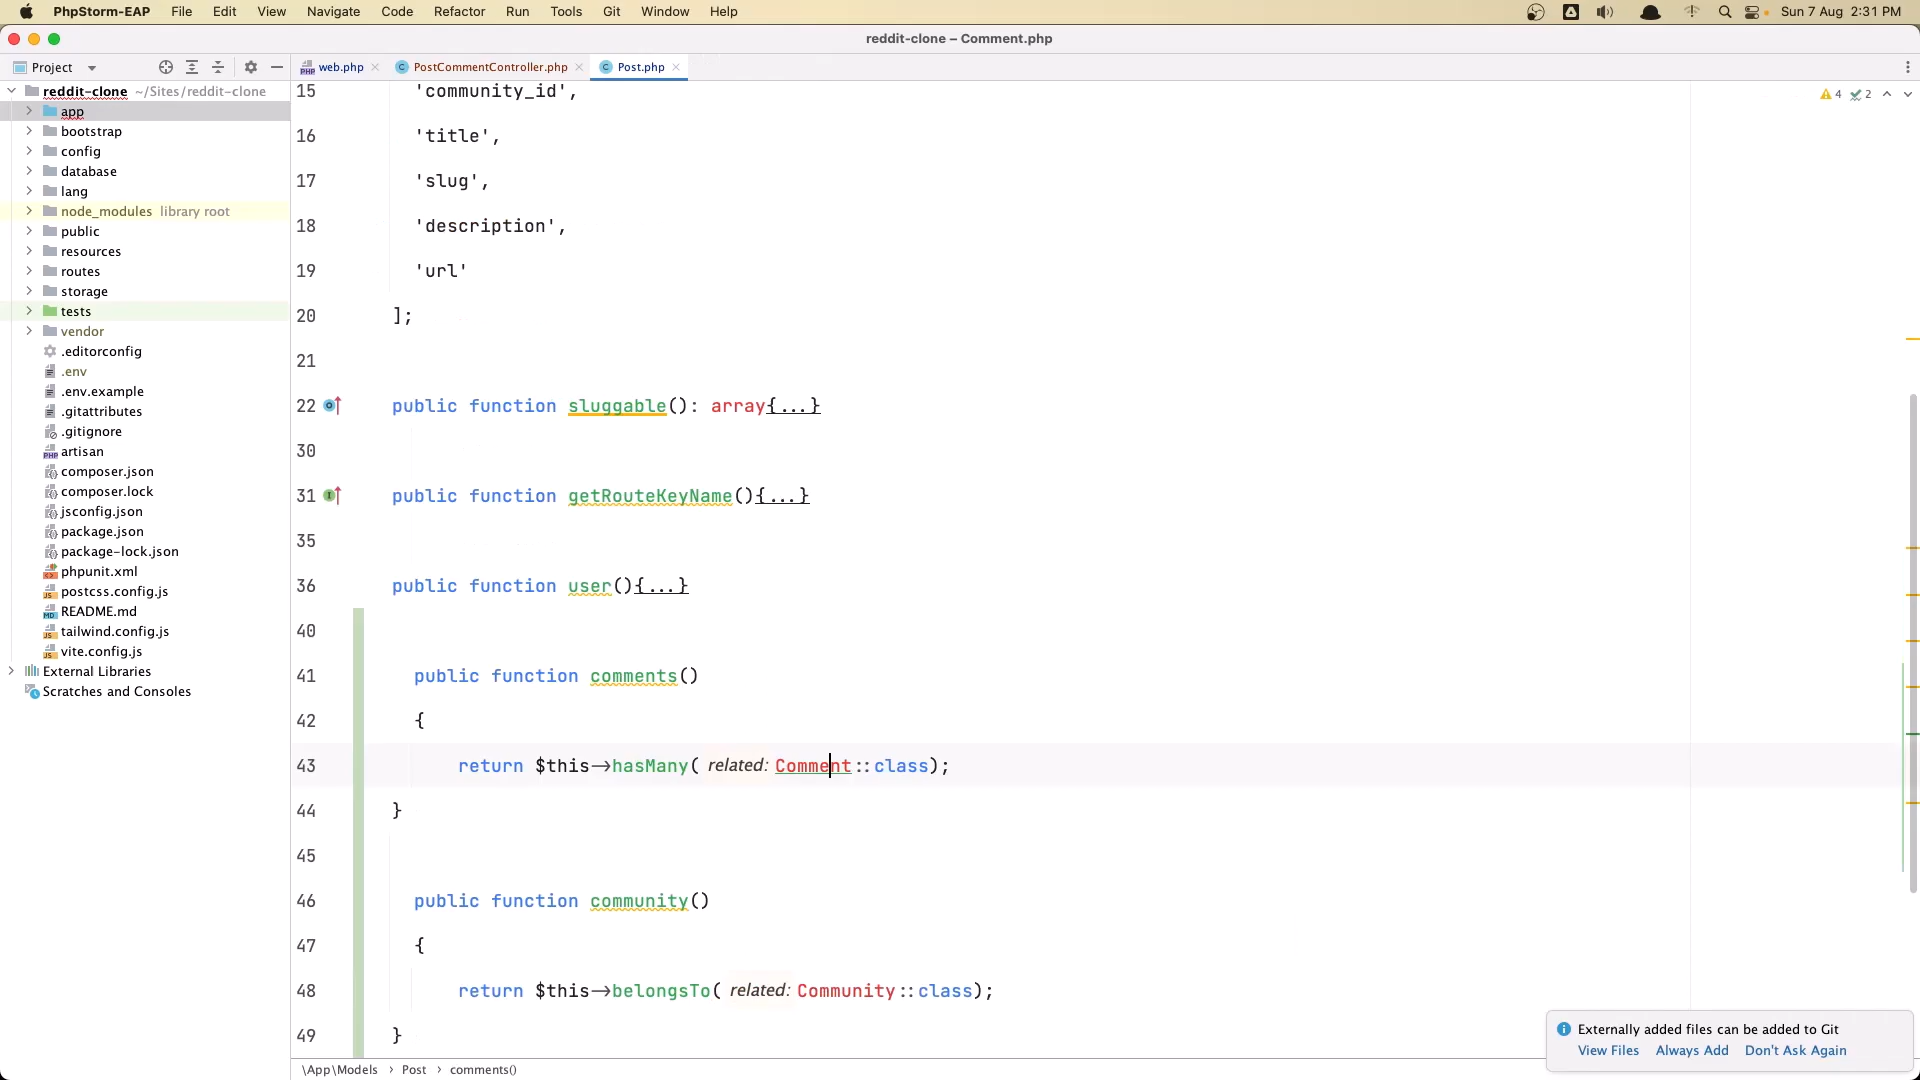 PhpStorm-EAP File Edit View Navigate Code Refactor Run Tools Git Window Help Sun 7 Aug 2:31 PM
reddit-clone – Comment.php
Project
web.php
PostCommentController.php
Post.php
reddit-clone ~/Sites/reddit-clone
app
bootstrap
config
database
lang
node_modules library root
public
resources
routes
storage
tests
vendor
.editorconfig
.env
.env.example
.gitattributes
.gitignore
artisan
composer.json
composer.lock
jsconfig.json
package.json
package-lock.json
phpunit.xml
postcss.config.js
README.md
tailwind.config.js
vite.config.js
External Libraries
Scratches and Consoles
4 2
15 'community_id',
16 'title',
17 'slug',
18 'description',
19 'url'
20 ];
21
22 public function sluggable(): array{...}
30
31 public function getRouteKeyName(){...}
35
36 public function user(){...}
40
41 public function comments()
42 {
43 return $this->hasMany( related: Comment::class);
44 }
45
46 public function community()
47 {
48 return $this->belongsTo( related: Community::class);
49 }
Externally added files can be added to Git
View Files Always Add Don't Ask Again
\App\Models › Post › comments()